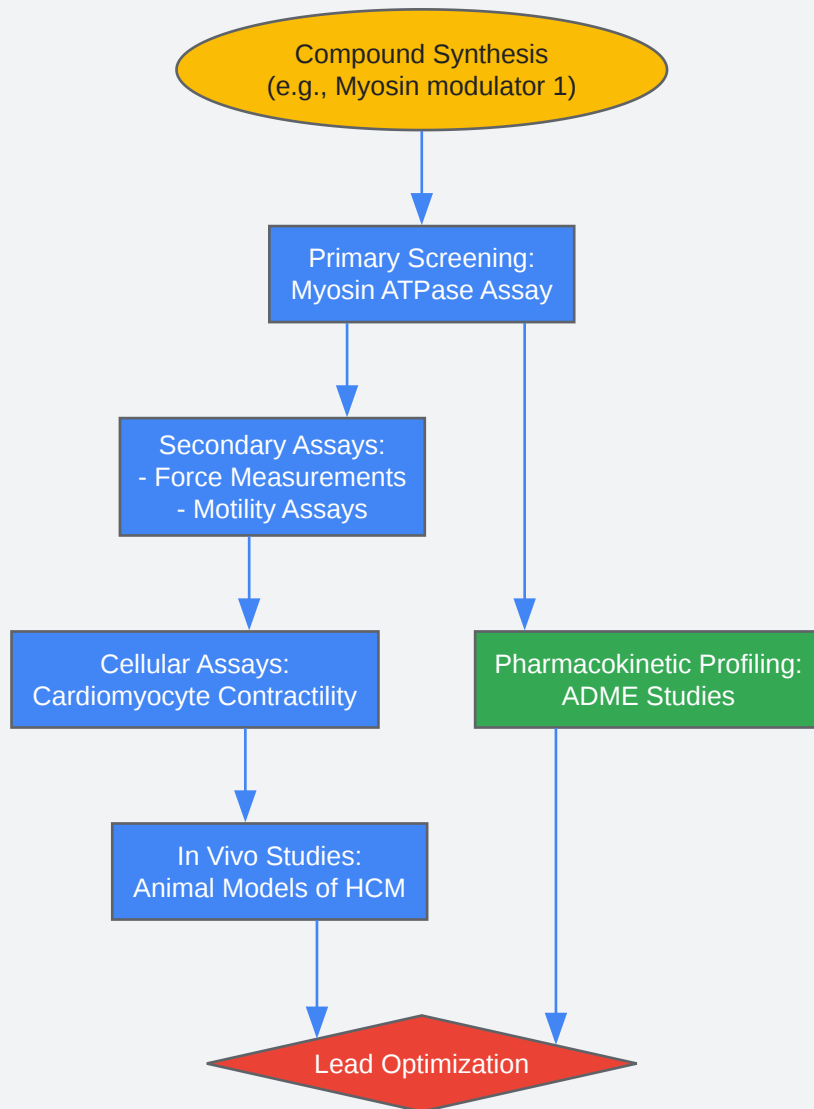 Compound Synthesis
(e.g., Myosin modulator 1)
Primary Screening:
Myosin ATPase Assay
Secondary Assays:
- Force Measurements
- Motility Assays
Cellular Assays:
Cardiomyocyte Contractility
Pharmacokinetic Profiling:
ADME Studies
In Vivo Studies:
Animal Models of HCM
Lead Optimization